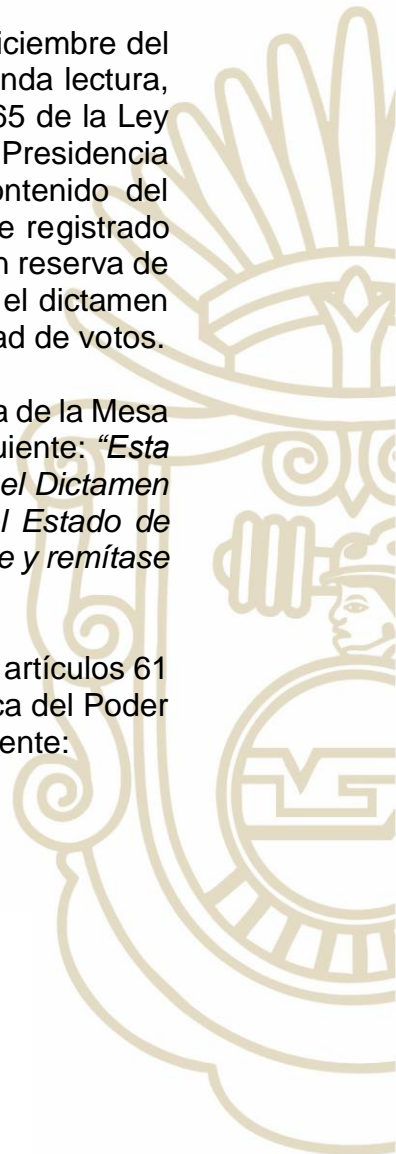 iciembre del
nda lectura,
65 de la Ley
Presidencia
ontenido del
e registrado
n reserva de
el dictamen
ad de votos.
a de la Mesa
uiente: “Esta
el Dictamen
l Estado de
e y remítase
artículos 61
ca del Poder
ente: